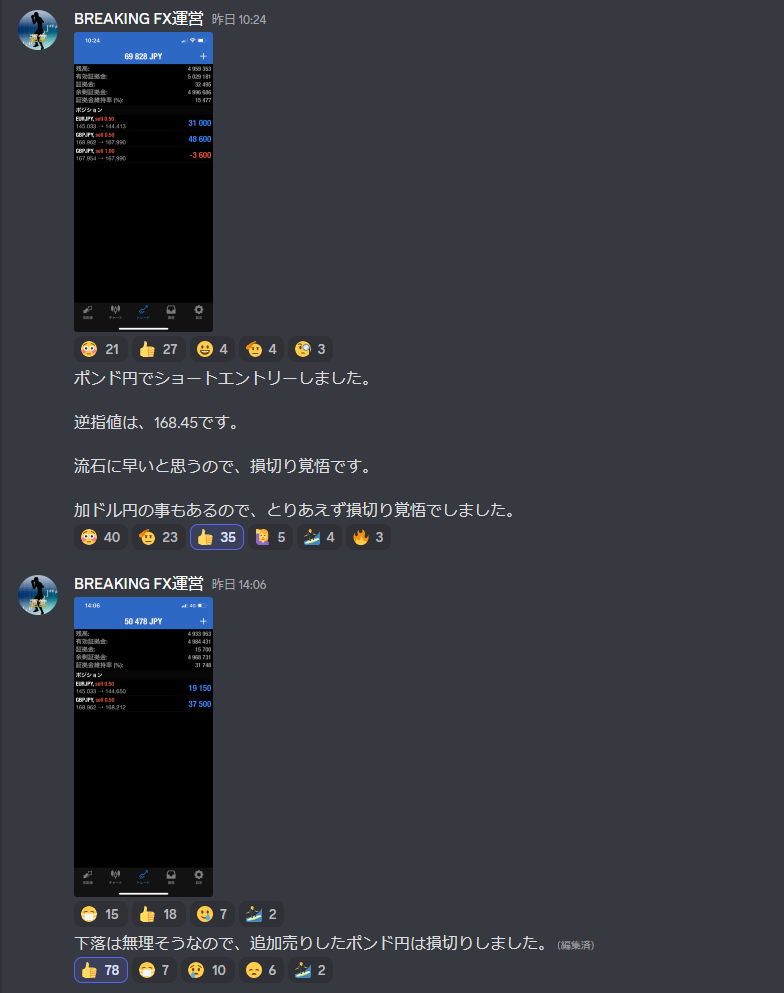 BREAKING FX運営 昨日 10:24
10:24
69 828 JPY
残高: 4 959 353
有効証拠金: 5 029 181
証拠金: 32 495
余剰証拠金: 4 996 686
証拠金維持率 (%): 15 477
ポジション
EURJPY, sell 0.50
145.033 → 144.413
31 000
GBPJPY, sell 0.50
168.962 → 167.990
48 600
GBPJPY, sell 1.00
167.954 → 167.990
-3 600
チャート
21 27 4 4 3
ポンド円でショートエントリーしました。
逆指値は、168.45です。
流石に早いと思うので、損切り覚悟です。
加ドル円の事もあるので、とりあえず損切り覚悟でしました。
40 23 35 5 4 3
BREAKING FX運営 昨日 14:06
14:06
50 478 JPY
残高: 4 933 953
有効証拠金: 4 984 431
証拠金: 15 700
余剰証拠金: 4 968 731
証拠金維持率 (%): 31 748
ポジション
EURJPY, sell 0.50
145.033 → 144.650
19 150
GBPJPY, sell 0.50
168.962 → 168.212
37 500
チャート
15 18 7 2
下落は無理そうなので、追加売りしたポンド円は損切りしました。 (編集済)
78 7 10 6 2